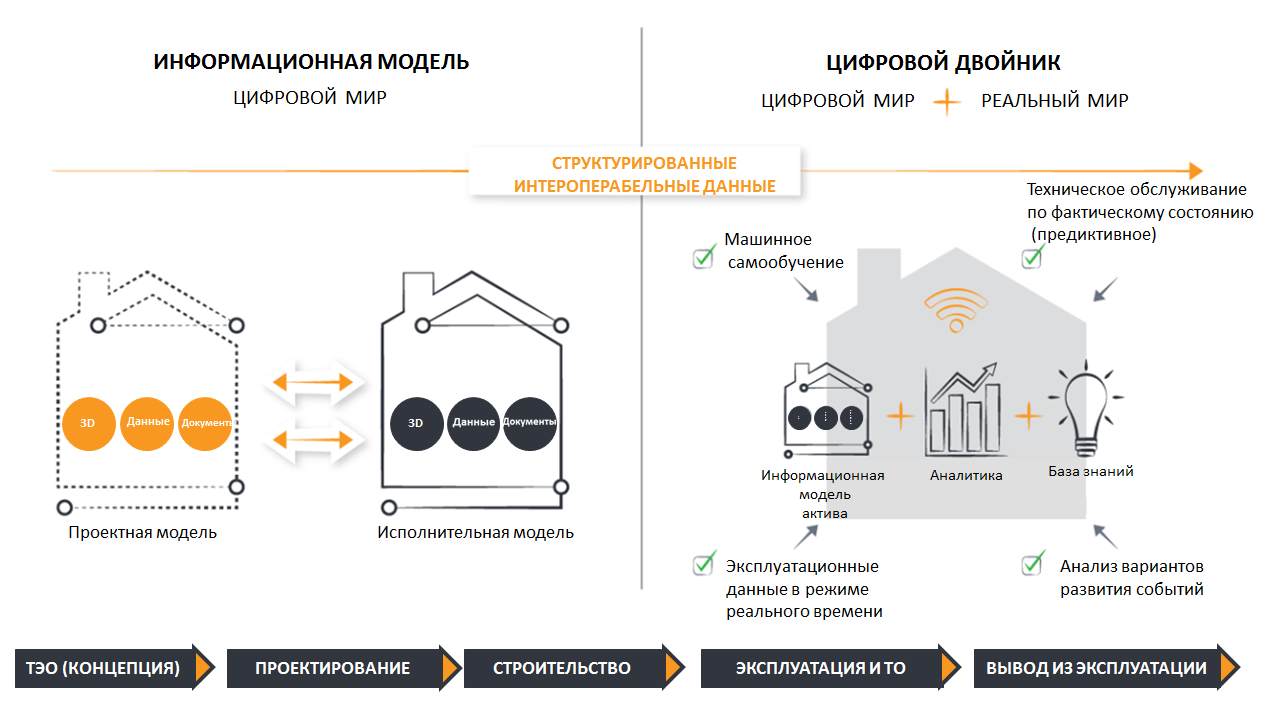 ИНФОРМАЦИОННАЯ МОДЕЛЬ
ЦИФРОВОЙ МИР
ЦИФРОВОЙ ДВОЙНИК
ЦИФРОВОЙ МИР + РЕАЛЬНЫЙ МИР
СТРУКТУРИРОВАННЫЕ
ИНТЕРОПЕРАБЕЛЬНЫЕ ДАННЫЕ
3D
Данные
Документы
Проектная модель
3D
Данные
Документы
Исполнительная модель
Машинное
самообучение
Техническое обслуживание
по фактическому состоянию
(предиктивное)
Информационная
модель
актива
Аналитика
База знаний
Эксплуатационные
данные в режиме
реального времени
Анализ вариантов
развития событий
ТЭО (КОНЦЕПЦИЯ)
ПРОЕКТИРОВАНИЕ
СТРОИТЕЛЬСТВО
ЭКСПЛУАТАЦИЯ И ТО
ВЫВОД ИЗ ЭКСПЛУАТАЦИИ